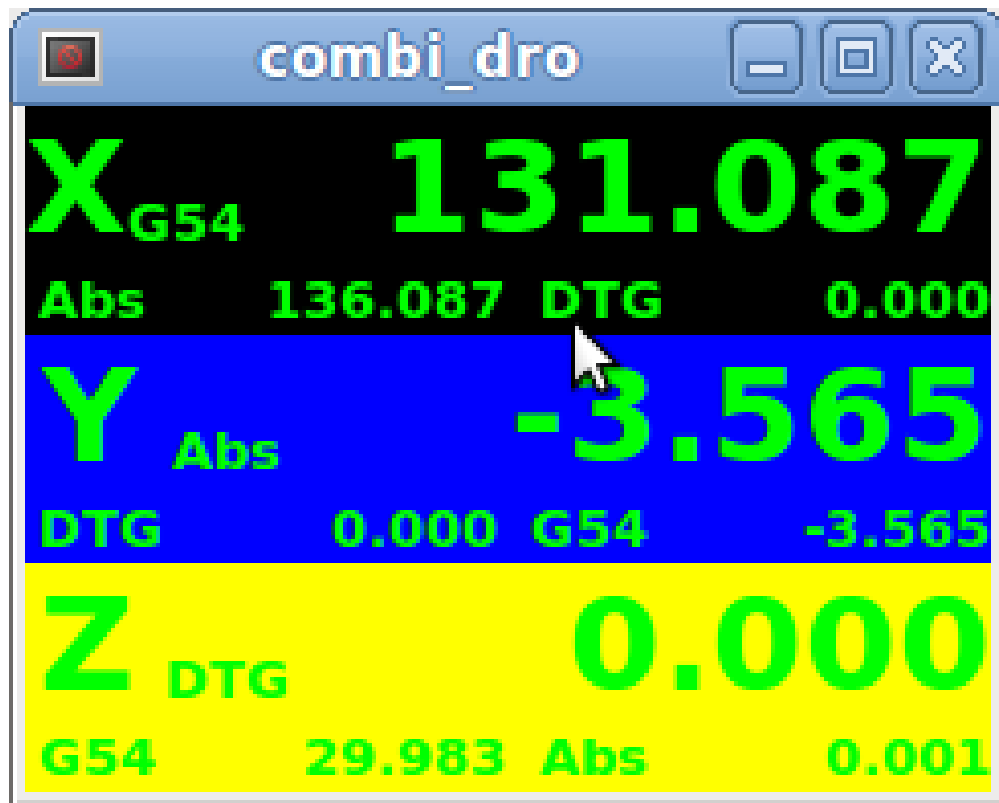 combi_dro
X G54 131.087
Abs 136.087 DTG 0.000
Y Abs -3.565
DTG 0.000 G54 -3.565
Z DTG 0.000
G54 29.983 Abs 0.001